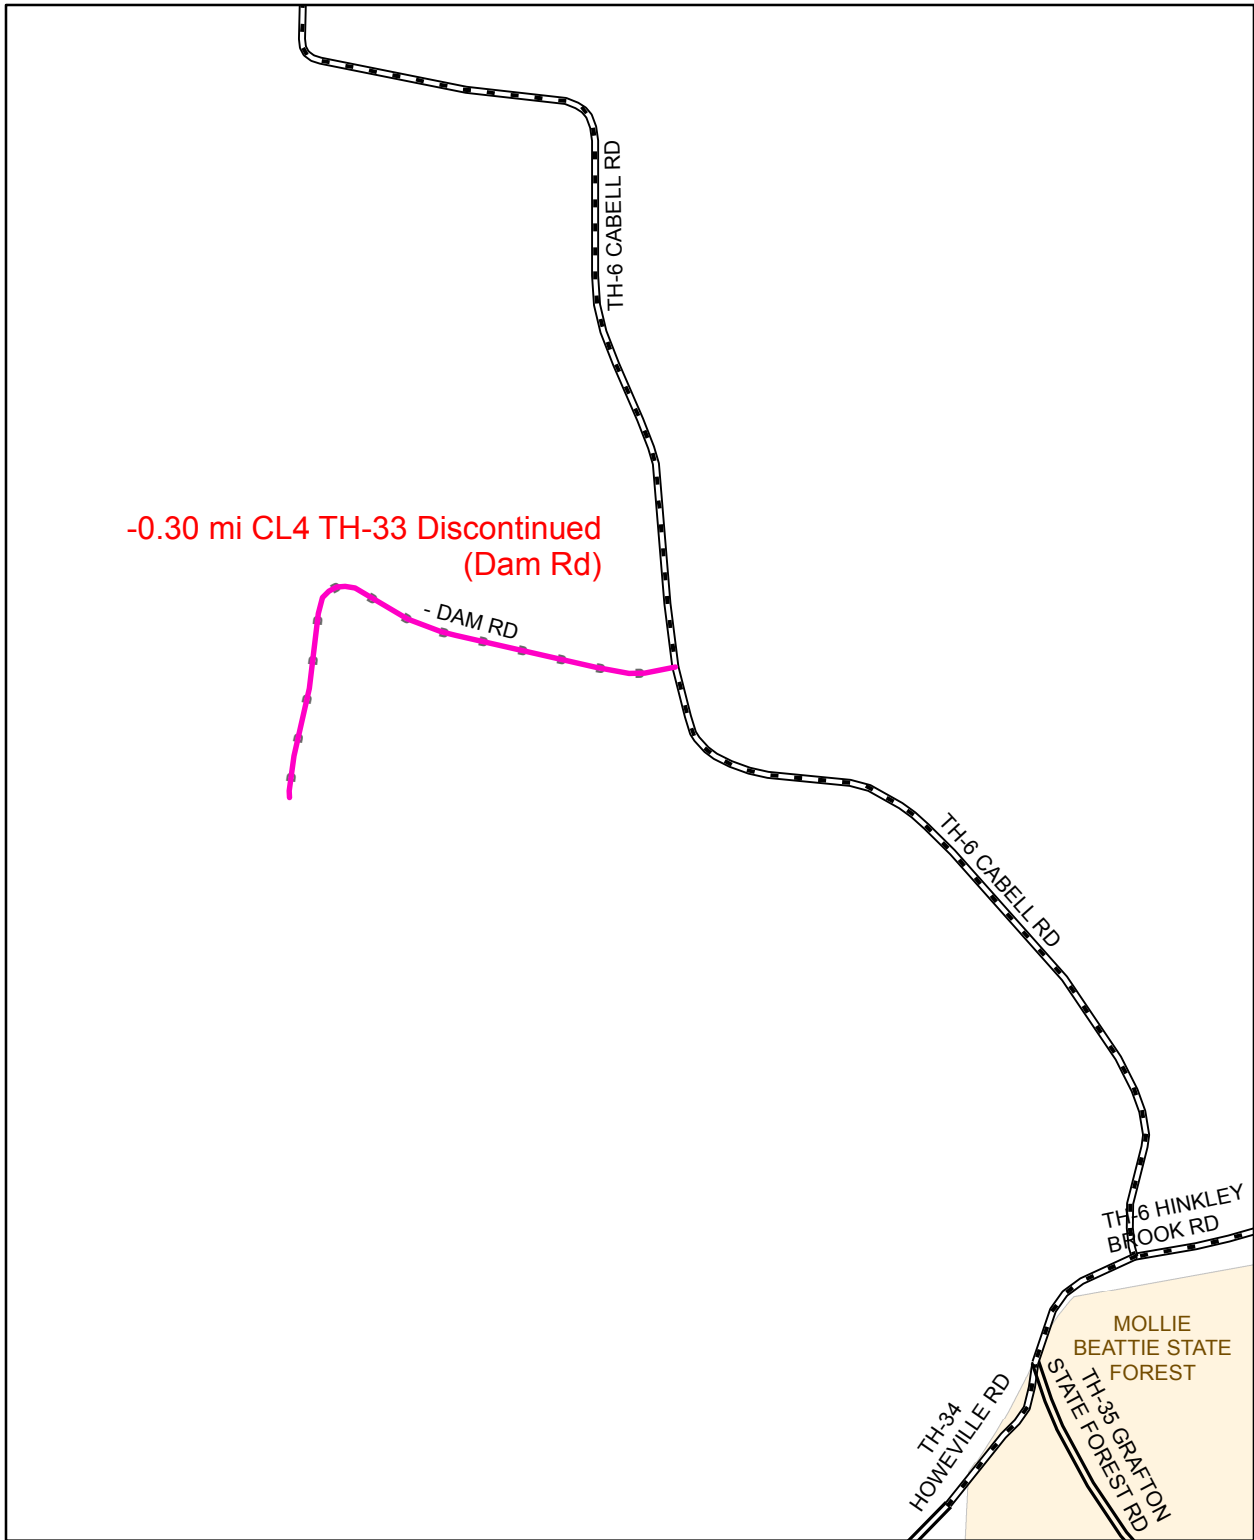 TH-6 CABELL RD
-0.30 mi CL4 TH-33 Discontinued
(Dam Rd)
- DAM RD
TH-6 CABELL RD
TH-6 HINKLEY
BROOK RD
MOLLIE
BEATTIE STATE
FOREST
TH-34
HOWEVILLE RD
TH-35 GRAFTON
STATE FOREST RD